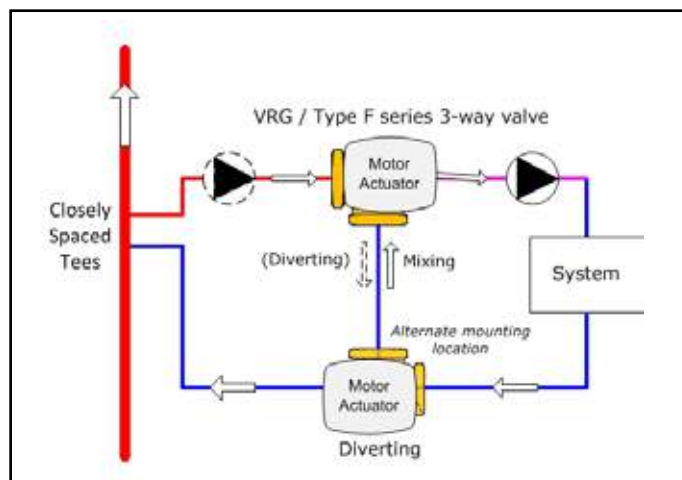 VRG / Type F series 3-way valve
Motor
Actuator
Closely
Spaced
Tees
(Diverting)
Mixing
System
Alternate mounting
location
Motor
Actuator
Diverting